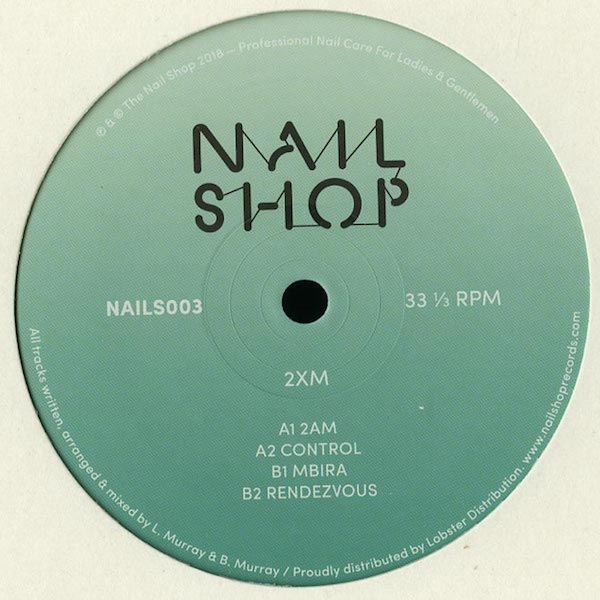 ℗ & © The Nail Shop 2018 — Professional Nail Care For Ladies & Gentlemen
NAIL
SHOP
NAILS003
33 ⅓ RPM
2XM
A1 2AM
A2 CONTROL
B1 MBIRA
B2 RENDEZVOUS
All tracks written, arranged & mixed by L. Murray & B. Murray / Proudly distributed by Lobster Distribution. www.nailshoprecords.com